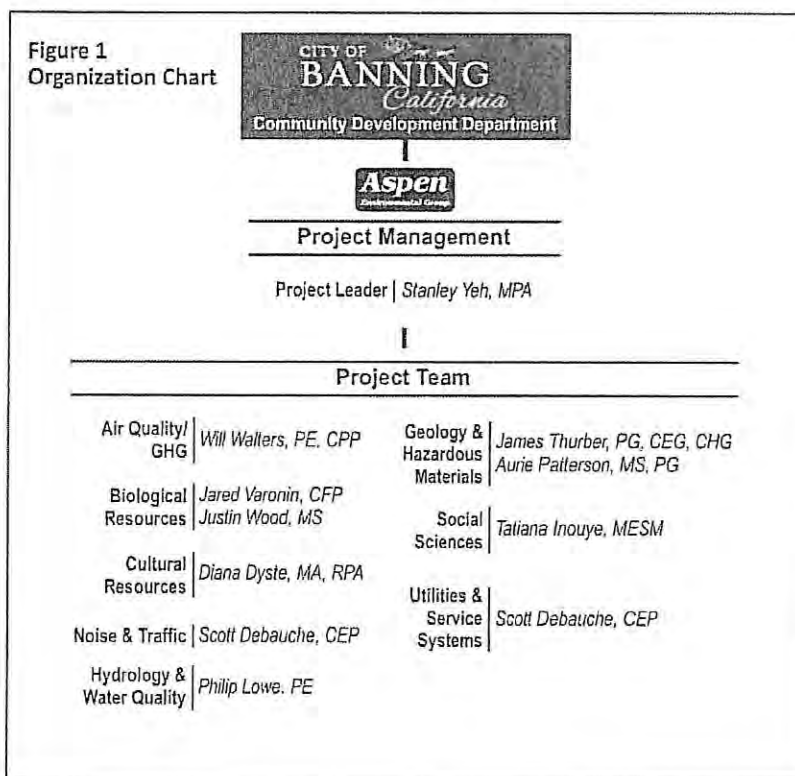 Figure 1
Organization Chart
CITY OF
BANNING
California
Community Development Department
Aspen
Environmental Group
Project Management
Project Leader | Stanley Yeh, MPA
Project Team
Air Quality/
GHG
Will Walters, PE, CPP
Biological
Resources
Jared Varonin, CFP
Justin Wood, MS
Cultural
Resources
Diana Dyste, MA, RPA
Noise & Traffic | Scott Debauche, CEP
Hydrology &
Water Quality
Philip Lowe, PE
Geology &
Hazardous
Materials
James Thurber, PG, CEG, CHG
Aurie Patterson, MS, PG
Social
Sciences
Tatiana Inouye, MESM
Utilities &
Service
Systems
Scott Debauche, CEP